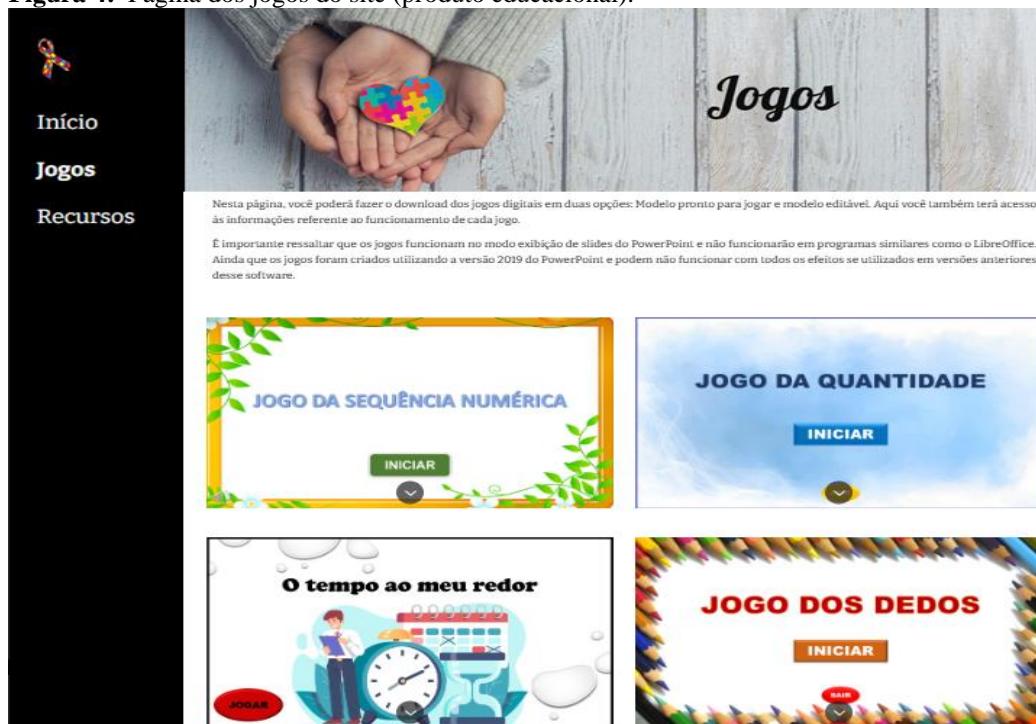 Figura 4. Página dos jogos do site (produto educacional).
Início
Jogos
Recursos
Jogos
Nesta página, você poderá fazer o download dos jogos digitais em duas opções: Modelo pronto para jogar e modelo editável. Aqui você também terá acesso
às informações referente ao funcionamento de cada jogo.
É importante ressaltar que os jogos funcionam no modo exibição de slides do PowerPoint e não funcionarão em programas similares como o LibreOffice.
Ainda que os jogos foram criados utilizando a versão 2019 do PowerPoint e podem não funcionar com todos os efeitos se utilizados em versões anteriores
desse software.
JOGO DA SEQUÊNCIA NUMÉRICA
INICIAR
JOGO DA QUANTIDADE
INICIAR
O tempo ao meu redor
JOGAR
JOGO DOS DEDOS
INICIAR
SAIR